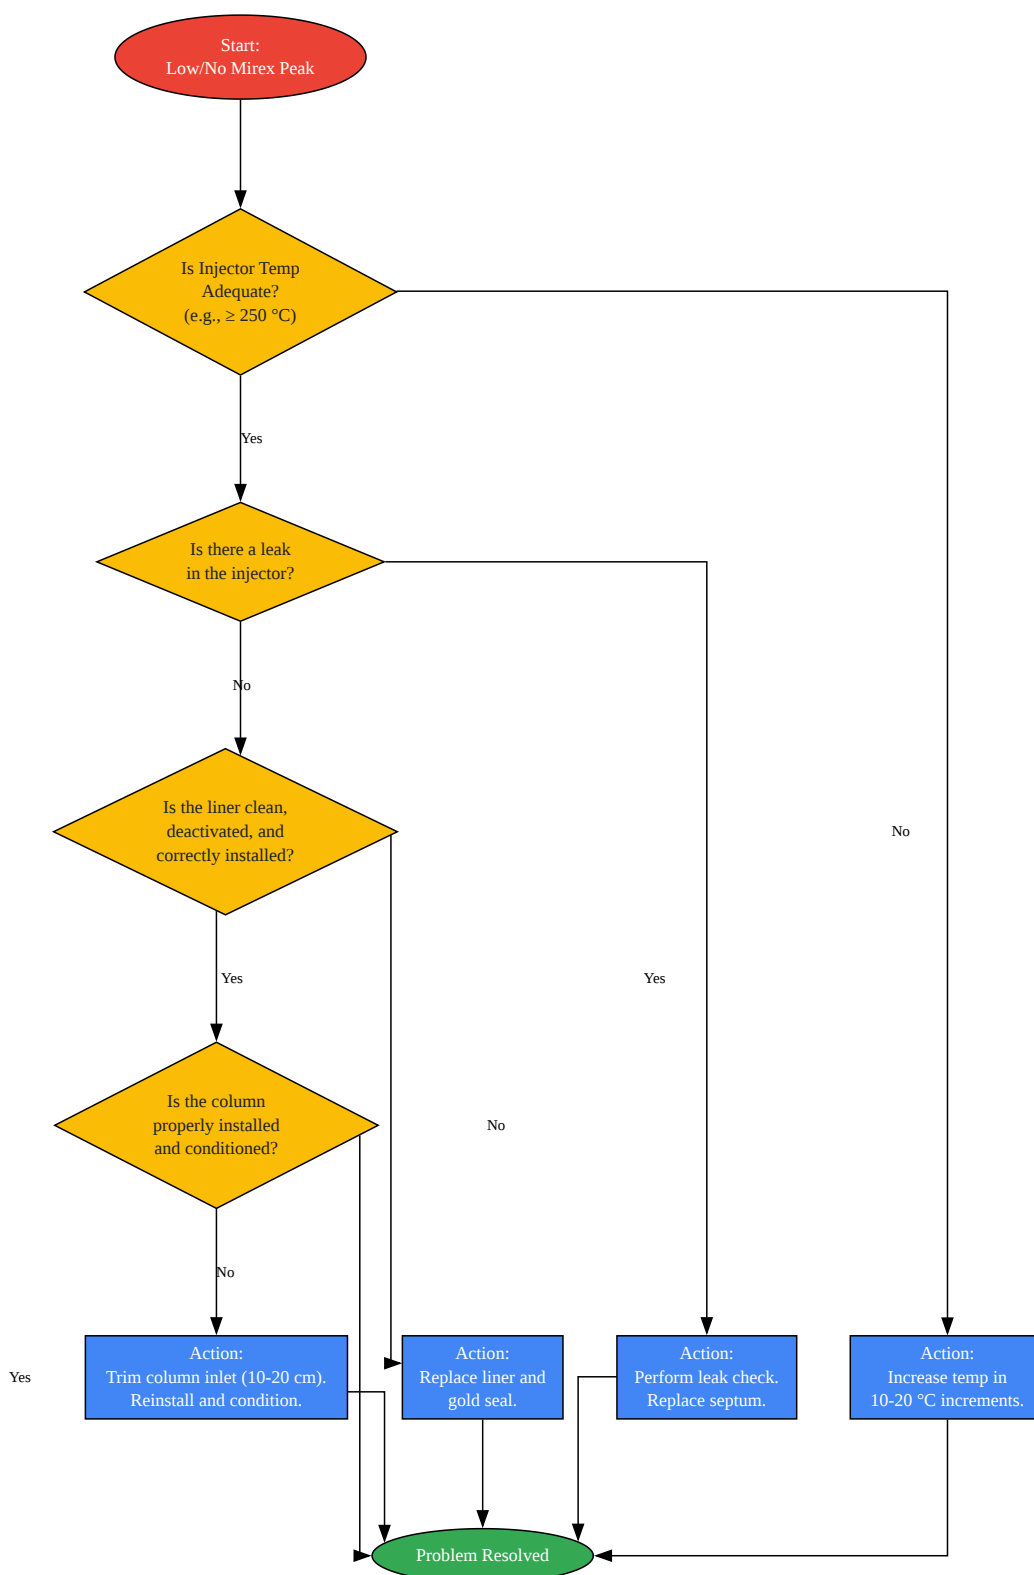 Start:
Low/No Mirex Peak
Is Injector Temp
Adequate?
(e.g., ≥ 250 °C)
Yes
Is there a leak
in the injector?
No
Is the liner clean,
deactivated, and
correctly installed?
No
Yes
Yes
Is the column
properly installed
and conditioned?
No
No
Action:
Trim column inlet (10-20 cm).
Reinstall and condition.
Action:
Replace liner and
gold seal.
Action:
Perform leak check.
Replace septum.
Action:
Increase temp in
10-20 °C increments.
Yes
Problem Resolved